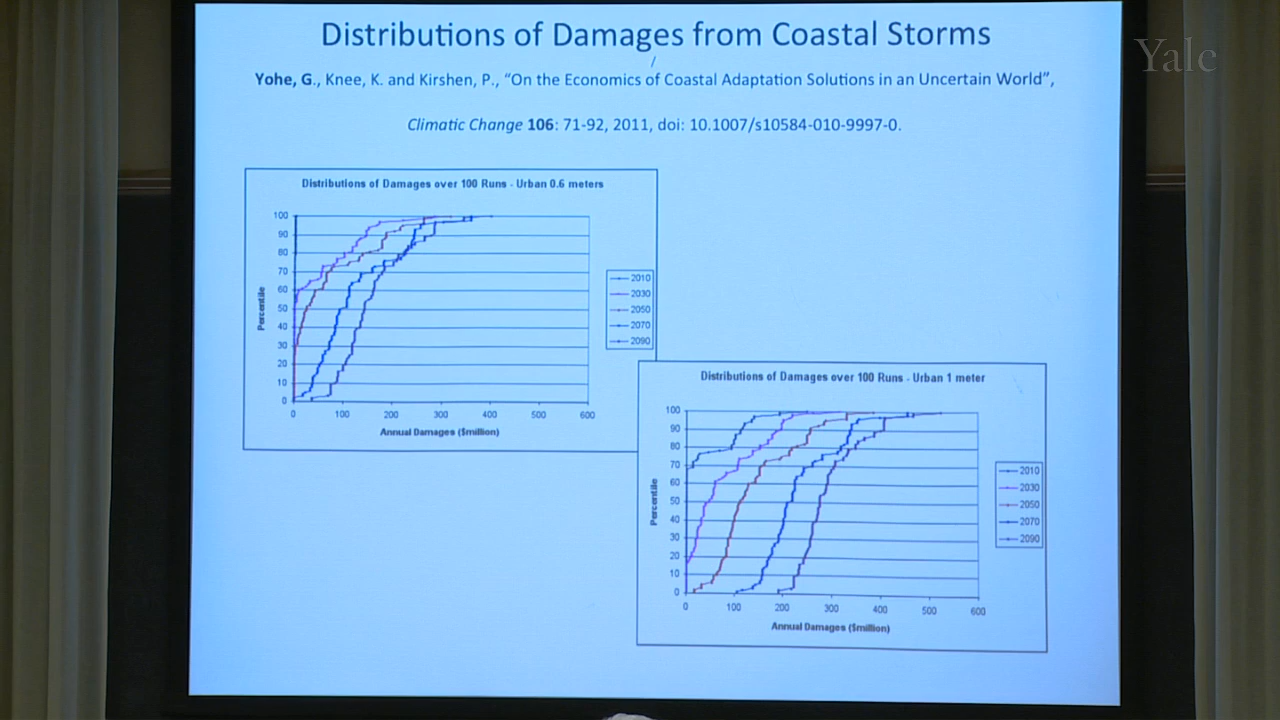 Distributions of Damages from Coastal Storms
Yale
Yohe, G., Knee, K. and Kirshen, P., “On the Economics of Coastal Adaptation Solutions in an Uncertain World”,
Climatic Change 106: 71-92, 2011, doi: 10.1007/s10584-010-9997-0.
Distributions of Damages over 100 Runs - Urban 0.6 meters
100
90
80
70
60
50
40
30
20
10
0
Percentile
0 100 200 300 400 500 600
Annual Damages ($million)
2010
2030
2050
2070
2090
Distributions of Damages over 100 Runs - Urban 1 meter
100
90
80
70
60
50
40
30
20
10
0
Percentile
0 100 200 300 400 500 600
Annual Damages ($million)
2010
2030
2050
2070
2090